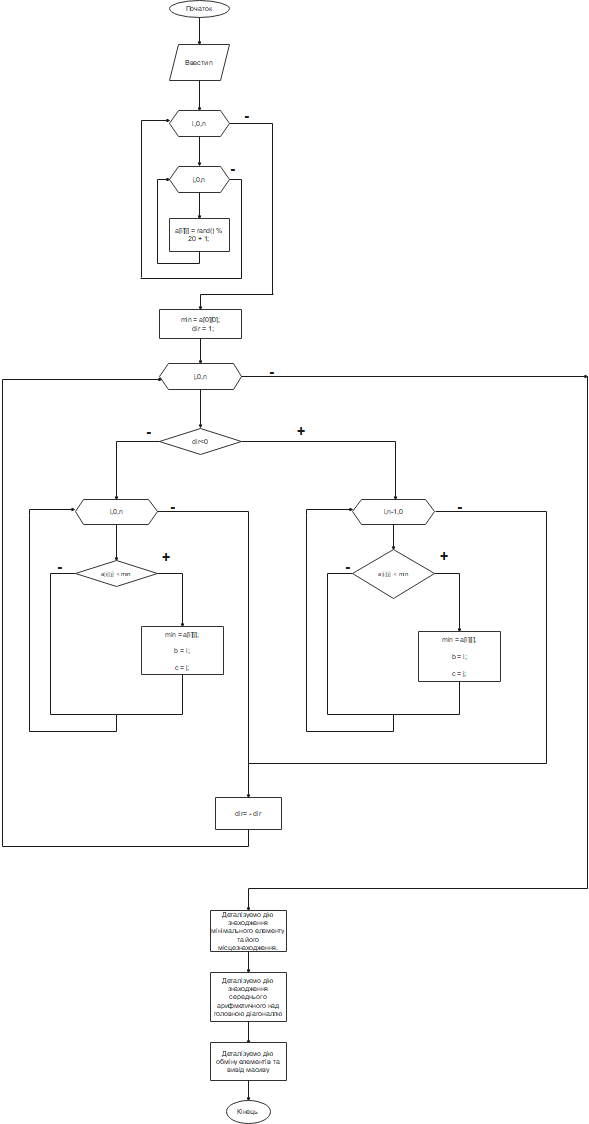 Початок
Ввести n
i,0,n
-
j,0,n
-
a[i][j] = rand() %
20 + 1;
min = a[0][0];
dir = 1;
j,0,n
-
dir<0
-
+
i,0,n
-
i,n-1,0
-
a[i][j] < min
-
+
a[i][j] < min
-
+
min = a[i][j];
b = i;
c = j;
min = a[i][j];
b = i;
c = j;
dir= - dir
Деталізуємо дію
знаходження
мінімального елементу
та його
місцезнаходження.
Деталізуємо дію
знаходження
середнього
арифметичного над
головною діагоналлю
Деталізуємо дію
обміну елементів та
вивід масиву
Кінець